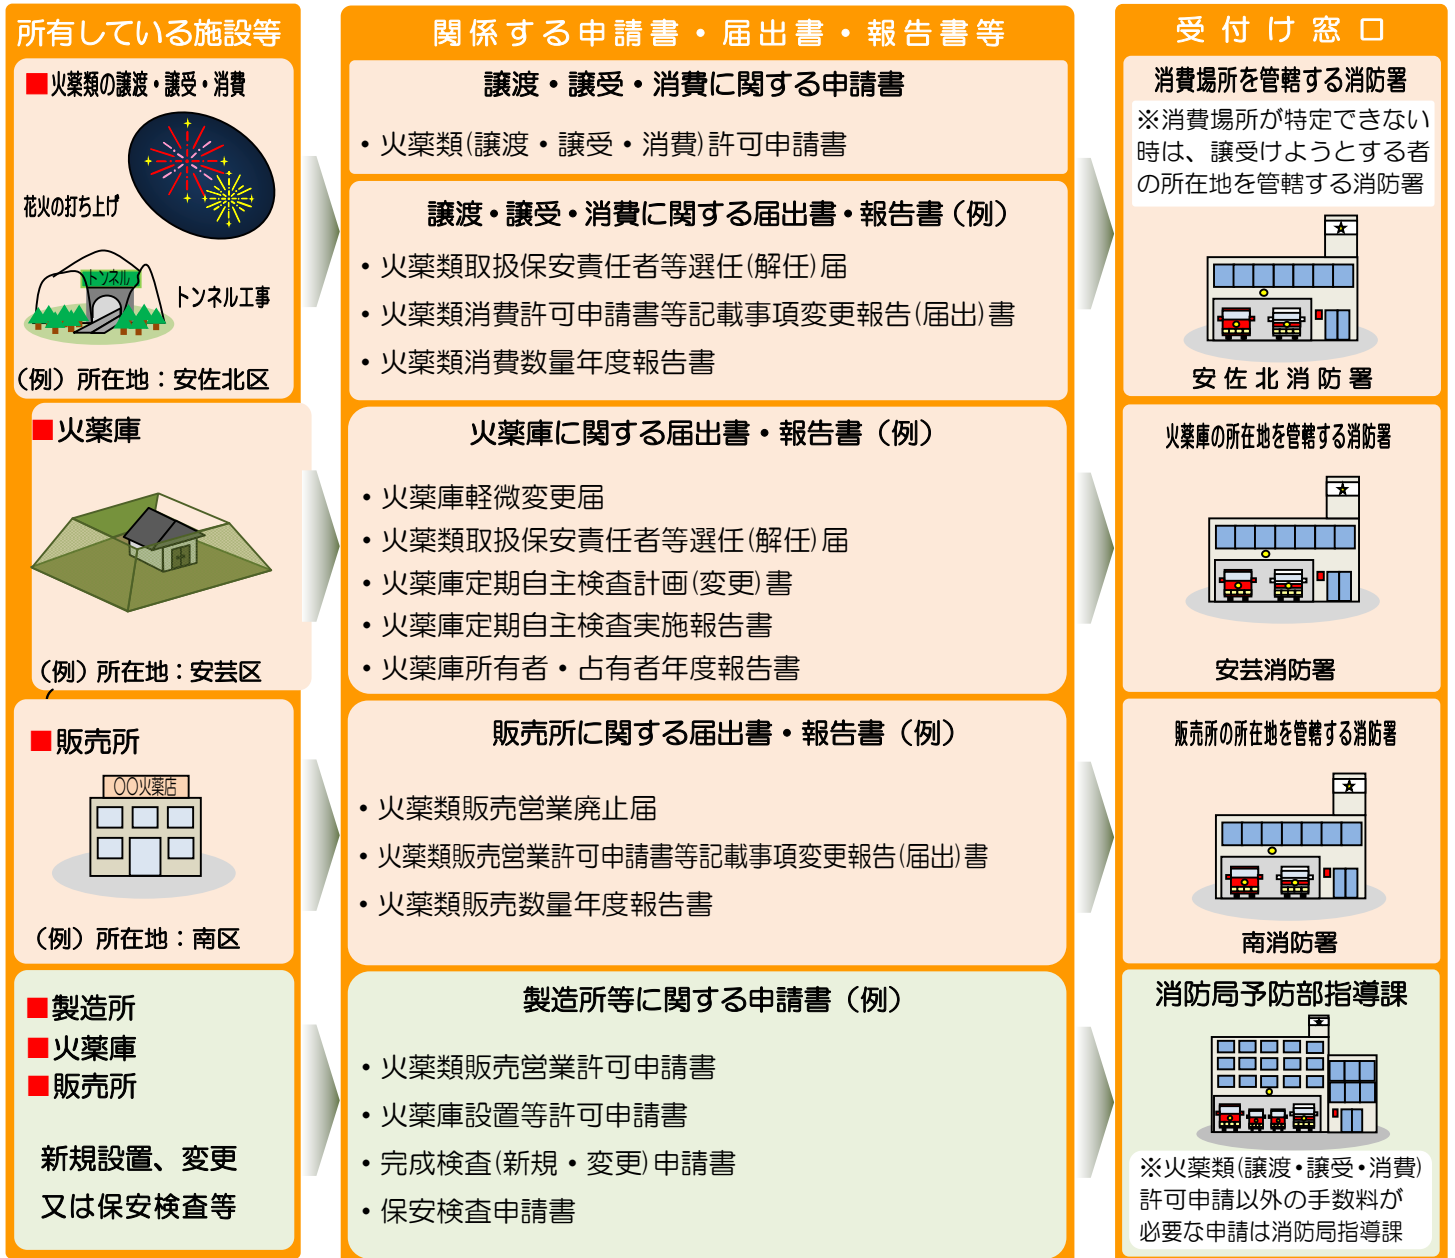 所有している施設等
関係する申請書・届出書・報告書等
受付け窓口
■火薬類の譲渡・譲受・消費
花火の打ち上げ
トンネル
トンネル工事
（例）所在地：安佐北区
譲渡・譲受・消費に関する申請書
・火薬類(譲渡・譲受・消費)許可申請書
譲渡・譲受・消費に関する届出書・報告書（例）
・火薬類取扱保安責任者等選任(解任)届
・火薬類消費許可申請書等記載事項変更報告(届出)書
・火薬類消費数量年度報告書
消費場所を管轄する消防署
※消費場所が特定できない
時は、譲受けようとする者
の所在地を管轄する消防署
安佐北消防署
■火薬庫
（例）所在地：安芸区
（
火薬庫に関する届出書・報告書（例）
・火薬庫軽微変更届
・火薬類取扱保安責任者等選任(解任)届
・火薬庫定期自主検査計画(変更)書
・火薬庫定期自主検査実施報告書
・火薬庫所有者・占有者年度報告書
火薬庫の所在地を管轄する消防署
安芸消防署
■販売所
〇〇火薬店
（例）所在地：南区
販売所に関する届出書・報告書（例）
・火薬類販売営業廃止届
・火薬類販売営業許可申請書等記載事項変更報告(届出)書
・火薬類販売数量年度報告書
販売所の所在地を管轄する消防署
南消防署
■製造所
■火薬庫
■販売所
新規設置、変更
又は保安検査等
製造所等に関する申請書（例）
・火薬類販売営業許可申請書
・火薬庫設置等許可申請書
・完成検査(新規・変更)申請書
・保安検査申請書
消防局予防部指導課
※火薬類(譲渡・譲受・消費)
許可申請以外の手数料が
必要な申請は消防局指導課